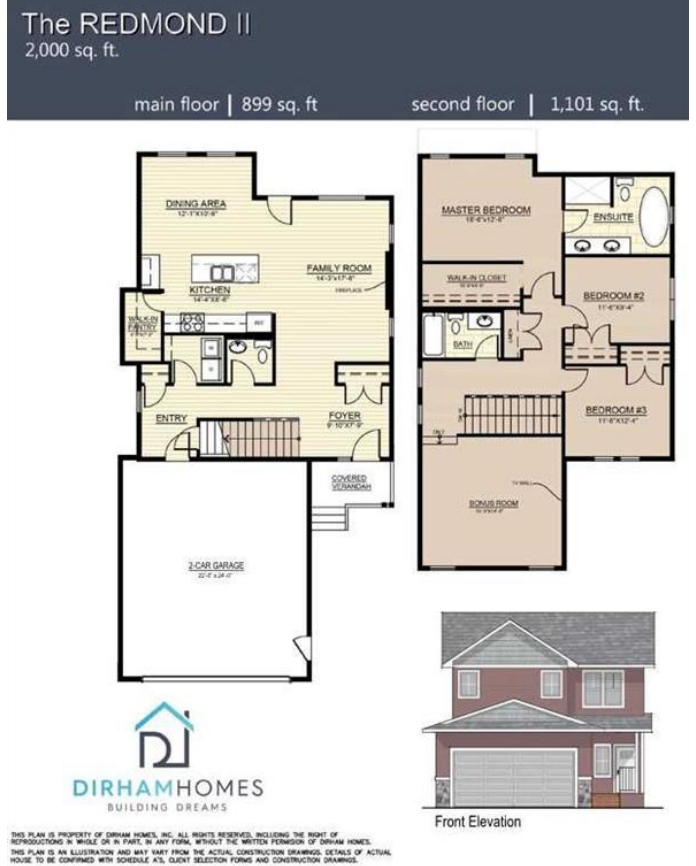 The REDMOND II
2,000 sq. ft.
main floor | 899 sq. ft
second floor | 1,101 sq. ft.
DINING AREA
12'-1"X10'-9"
KITCHEN
14'-4"X8'-6"
FAMILY ROOM
14'-3"x17'-8"
FIREPLACE
WALK-IN
PANTRY
REF.
ENTRY
FOYER
9'-10"X7'-9"
COVERED
VERANDAH
2-CAR GARAGE
22'-0" x 24'-0"
MASTER BEDROOM
ENSUITE
WALK-IN CLOSET
BEDROOM #2
11'-6"X9'-4"
BATH
LINEN
BEDROOM #3
11'-6"X12'-4"
BONUS ROOM
TV WALL
DIRHAMHOMES
BUILDING DREAMS
Front Elevation
THIS PLAN IS PROPERTY OF DIRHAM HOMES, INC. ALL RIGHTS RESERVED, INCLUDING THE RIGHT OF
REPRODUCTIONS IN WHOLE OR IN PART, IN ANY FORM, WITHOUT THE WRITTEN PERMISSION OF DIRHAM HOMES.
THIS PLAN IS AN ILLUSTRATION AND MAY VARY FROM THE ACTUAL CONSTRUCTION DRAWINGS. DETAILS OF ACTUAL
HOUSE TO BE CONFIRMED WITH SCHEDULE A'S, CLIENT SELECTION FORMS AND CONSTRUCTION DRAWINGS.